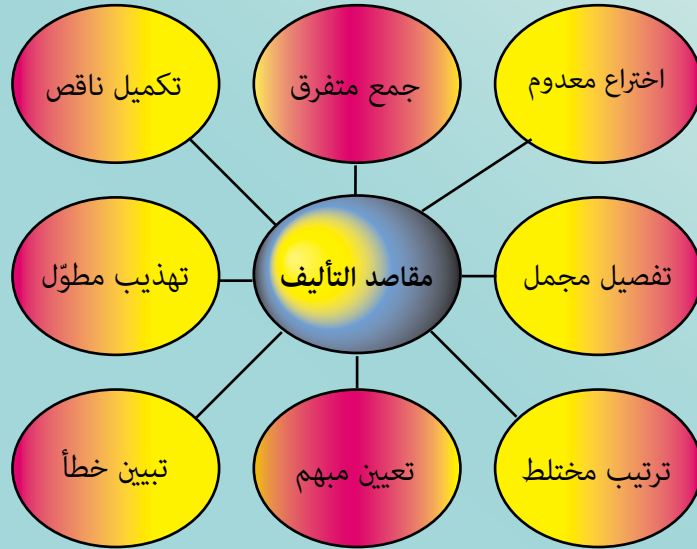 اختراع معدوم
جمع متفرق
تكميل ناقص
تفصيل مجمل
مقاصد التأليف
تهذيب مطوّل
ترتيب مختلط
تعيين مبهم
تبيين خطأ